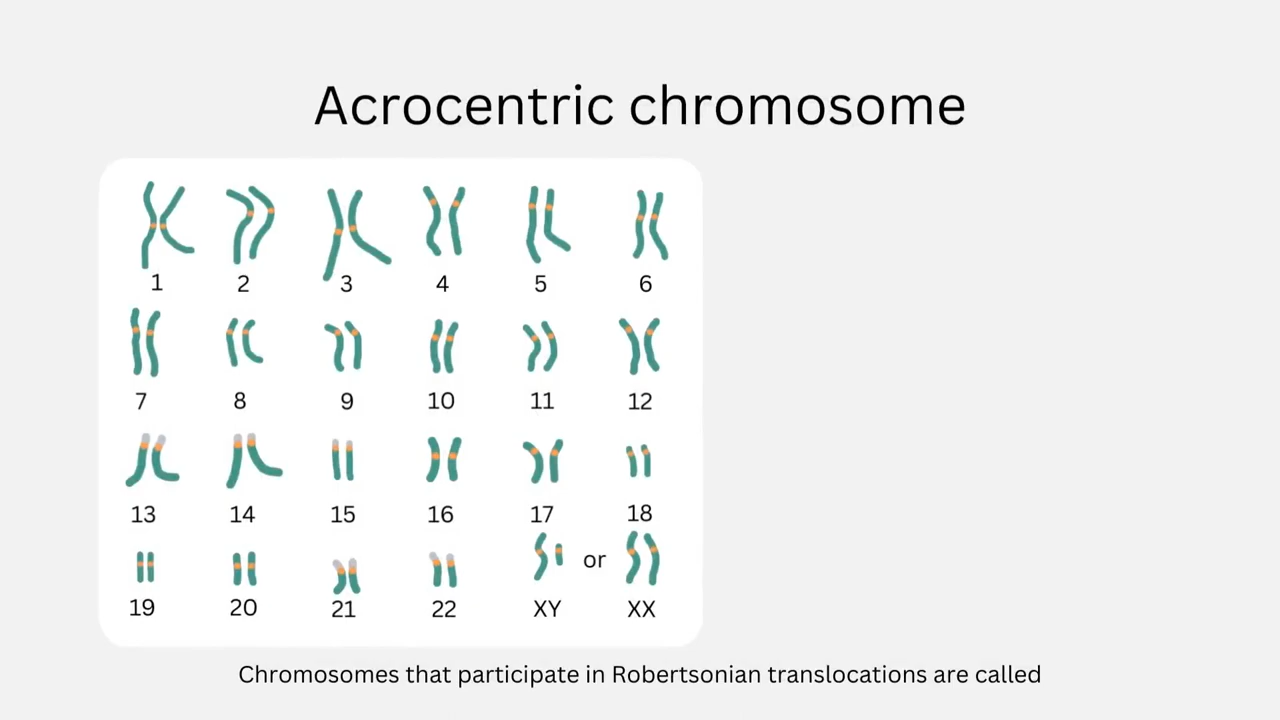 Acrocentric chromosome
1 2 3 4 5 6
7 8 9 10 11 12
13 14 15 16 17 18
or
19 20 21 22 XY XX
Chromosomes that participate in Robertsonian translocations are called